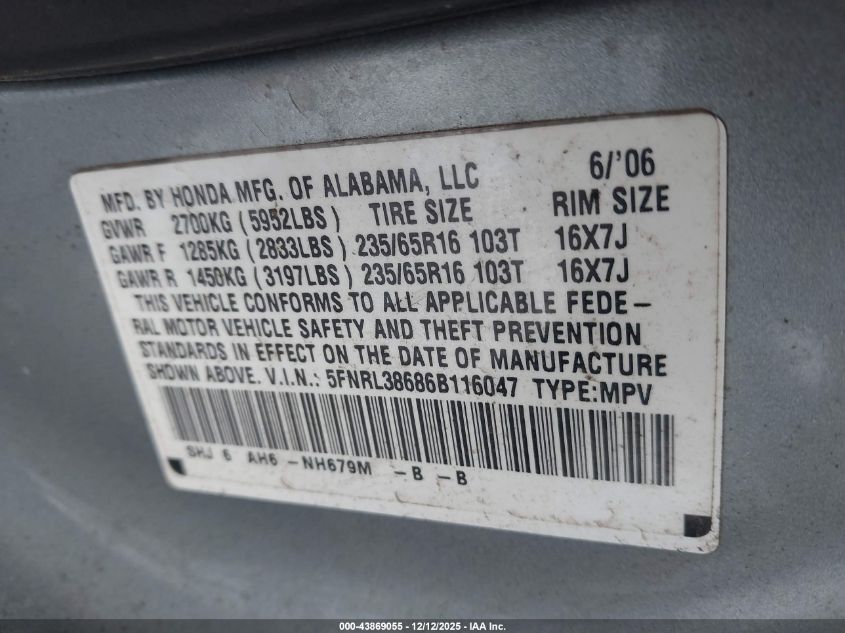 MFD. BY HONDA MFG. OF ALABAMA, LLC 6/'06
GVWR 2700KG (5952LBS) TIRE SIZE RIM SIZE
GAWR F 1285KG (2833LBS) 235/65R16 103T 16X7J
GAWR R 1450KG (3197LBS) 235/65R16 103T 16X7J
THIS VEHICLE CONFORMS TO ALL APPLICABLE FEDE-
RAL MOTOR VEHICLE SAFETY AND THEFT PREVENTION
STANDARDS IN EFFECT ON THE DATE OF MANUFACTURE
SHOWN ABOVE. V.I.N.: 5FNRL38686B116047 TYPE:MPV
SHJ 6 AH6 -NH679M -B -B
000-43869055 - 12/12/2025 - IAA Inc.